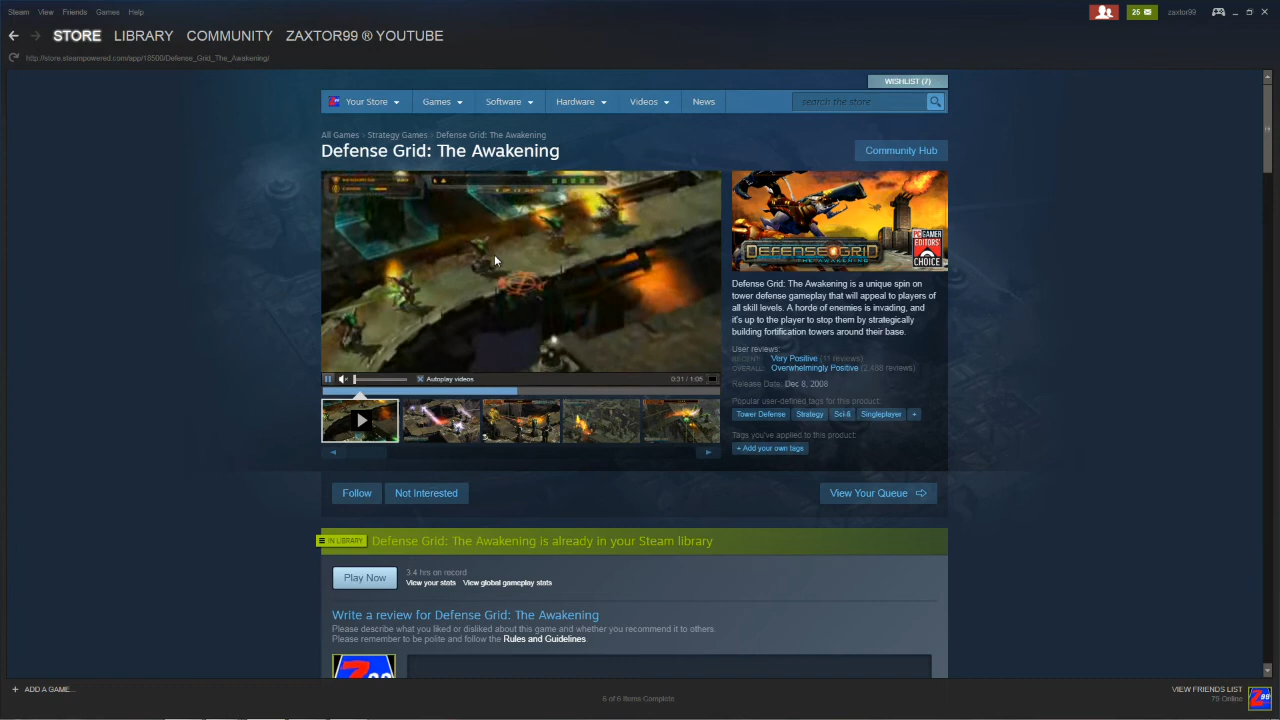 Steam View Friends Games Help
25
zaxtor99
STORE LIBRARY COMMUNITY ZAXTOR99 ® YOUTUBE
http://store.steampowered.com/app/18500/Defense_Grid_The_Awakening/
WISHLIST (7)
Your Store Games Software Hardware Videos News
search the store
All Games > Strategy Games > Defense Grid: The Awakening
Defense Grid: The Awakening
Community Hub
DEFENSE GRID
THE AWAKENING
PC GAMER
EDITORS'
CHOICE
Defense Grid: The Awakening is a unique spin on
tower defense gameplay that will appeal to players of
all skill levels. A horde of enemies is invading, and
it's up to the player to stop them by strategically
building fortification towers around their base.
User reviews:
RECENT: Very Positive (11 reviews)
OVERALL: Overwhelmingly Positive (2,488 reviews)
Release Date: Dec 8, 2008
Popular user-defined tags for this product:
Tower Defense Strategy Sci-fi Singleplayer +
Tags you've applied to this product:
+ Add your own tags
Autoplay videos
0:31 / 1:05
Follow Not Interested
View Your Queue
IN LIBRARY
Defense Grid: The Awakening is already in your Steam library
Play Now
3.4 hrs on record
View your stats View global gameplay stats
Write a review for Defense Grid: The Awakening
Please describe what you liked or disliked about this game and whether you recommend it to others.
Please remember to be polite and follow the Rules and Guidelines.
Z99
+ ADD A GAME...
6 of 6 Items Complete
VIEW FRIENDS LIST
79 Online
Z99